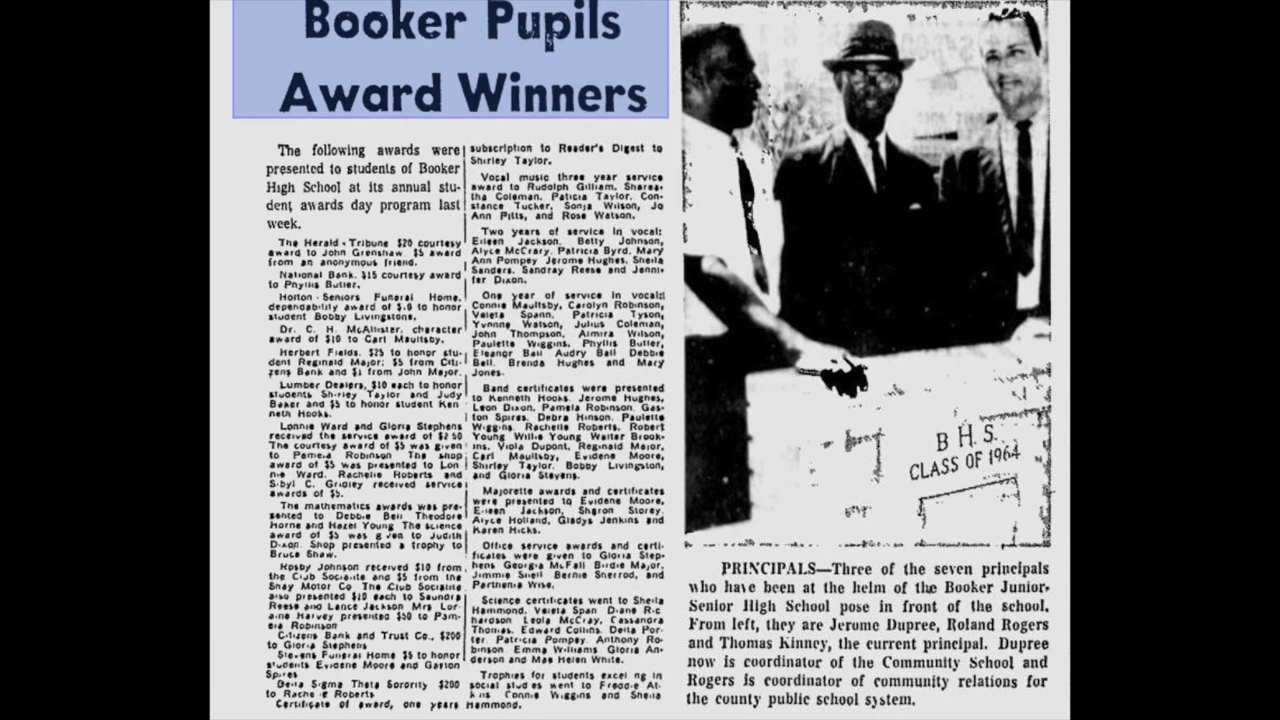 Booker Pupils
Award Winners
The following awards were
presented to students of Booker
High School at its annual stu-
dent awards day program last
week.
The Herald - Tribune $20 courtesy
award to John Grenshaw. $5 award
from an anonymous friend.
National Bank. $15 courtesy award
to Phyllis Butler.
Holton - Seniors Funeral Home,
dependability award of to honor
student Bobby Livingstone.
Dr. C. H. McAllister, character
award of $10 to Carl Maultsby.
Herbert Fields. $25 to honor stu-
dent Reginald Major; $5 from Citi-
zens Bank and $1 from John Major.
Lumber Dealers, $10 each to honor
students Shirley Taylor and Judy
Baker and $5 to honor student Ken
neth Hooks.
Lonnie Ward and Gloria Stephens
received the service award of $2 50
The courtesy award of $5 was given
to Pamela Robinson The shop
award of $5 was presented to Lon
nie Ward. Rachelle Roberts and
Sibyl C. Gridley received service
awards of $5.
The mathematics awards was pre-
sented to Debbie Bell Theodore
Horne and Hazel Young The science
award of $5 was given to Judith
Dixon. Shop presented a trophy to
Bruce Shaw.
Hosby Johnson received $10 from
the Club Socialite and $5 from the
Shay Motor Co The Club Socialite
also presented $10 each to Saundra
Reese and Lance Jackson Mrs Lor-
aine Harvey presented $50 to Pam-
ela Robinson
Citizens Bank and Trust Co., $200
to Gloria Stephens
Stevens Funeral Home $5 to honor
students Evidene Moore and Gaston
Spires
Delta Sigma Theta Sorority $200
to Rachelle Roberts
Certificate of award, one years
subscription to Reader's Digest to
Shirley Taylor.
Vocal music three year service
award to Rudolph Gilliam, Sharea-
tha Coleman, Paticia Taylor, Con-
stance Tucker, Sonja Wilson, Jo
Ann Pitts, and Rose Watson.
Two years of service in vocal:
Eileen Jackson. Betty Johnson,
Alyce McCrary. Patricia Byrd. Mary
Ann Pompey Jerome Hughes, Sheila
Sanders. Sandray Reese and Jenni-
fer Dixon.
One year of service in vocal:
Connie Maultsby, Carolyn Robinson,
Veleta Spann. Patricia Tyson,
Yvonne Watson, Julius Coleman,
John Thompson, Almira Wilson,
Paulette Wiggins, Phyllis Butler,
Eleanor Ball Audry Ball Debbie
Bell. Brenda Hughes and Mary
Jones.
Band certificates were presented
to Kenneth Hooks. Jerome Hughes,
Leon Dixon, Pamela Robinson. Gas-
ton Spires. Debra Hinson. Paulette
Wiggins. Rachelle Roberts, Robert
Young Willie Young Walter Brook-
ins, Viola Dupont, Reginald Major,
Carl Maultsby, Evidene Moore,
Shirley Taylor, Bobby Livingston,
and Gloria Stevens.
Majorette awards and certificates
were presented to Evidene Moore,
Eileen Jackson, Sharon Storey
Alyce Holland, Gladys Jenkins and
Karen Hicks.
Office service awards and certi-
ficates were given to Gloria Step-
hens Georgia McFall Birdie Major,
Jimmie Snell Bernie Sherrod, and
Parthenia Wise.
Science certificates went to Sheila
Hammond. Veleta Span Diane Ric
hardson Leola McCray, Cassandra
Thomas. Edward Collins, Delta Por-
ter, Patricia Pompey Anthony Ro-
binson Emma Williams Gloria An-
derson and Mae Helen White.
Trophies for students exceling in
social studies went to Freddie At-
kins Connie Wiggins and Sheila
Hammond.
B H S.
CLASS OF 1964
PRINCIPALS—Three of the seven principals
who have been at the helm of the Booker Junior-
Senior High School pose in front of the school.
From left, they are Jerome Dupree, Roland Rogers
and Thomas Kinney, the current principal. Dupree
now is coordinator of the Community School and
Rogers is coordinator of community relations for
the county public school system.